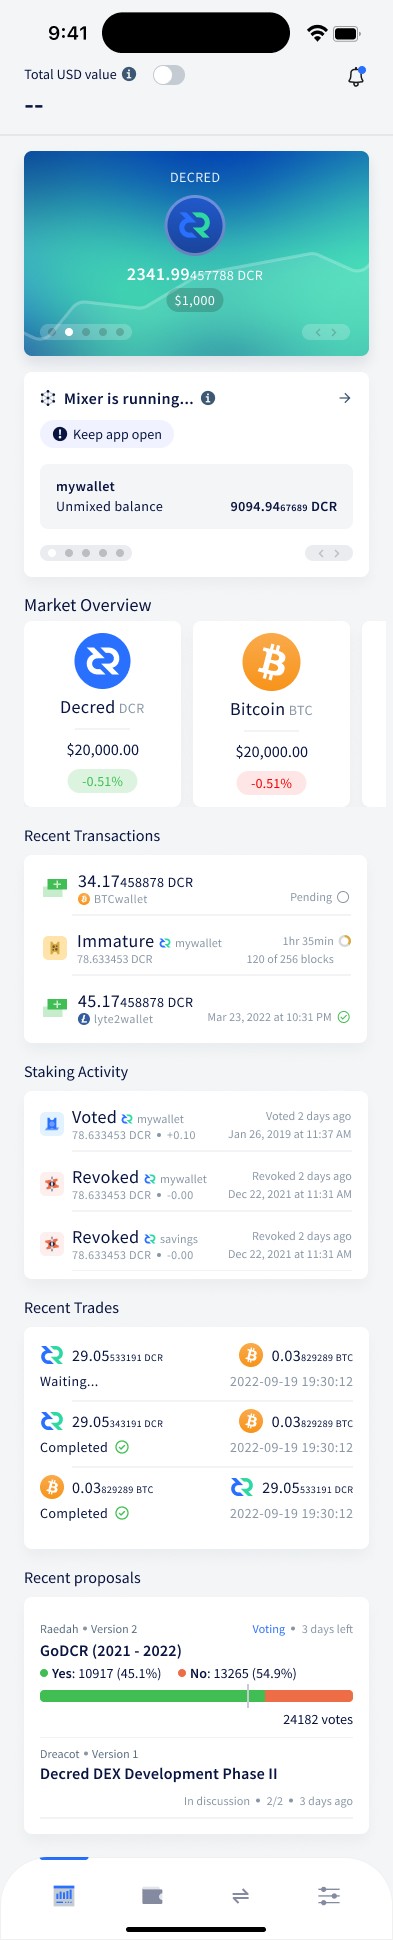 9:41
Total USD value
--
DECRED
2341.99457788 DCR
$1,000
Mixer is running...
Keep app open
mywallet
Unmixed balance 9094.9467689 DCR
Market Overview
Decred DCR
$20,000.00
-0.51%
Bitcoin BTC
$20,000.00
-0.51%
Recent Transactions
34.17458878 DCR
BTCwallet Pending
Immature mywallet 1hr 35min
78.633453 DCR 120 of 256 blocks
45.17458878 DCR
lyte2wallet Mar 23, 2022 at 10:31 PM
Staking Activity
Voted mywallet Voted 2 days ago
78.633453 DCR • +0.10 Jan 26, 2019 at 11:37 AM
Revoked mywallet Revoked 2 days ago
78.633453 DCR • -0.00 Dec 22, 2021 at 11:31 AM
Revoked savings Revoked 2 days ago
78.633453 DCR • -0.00 Dec 22, 2021 at 11:31 AM
Recent Trades
29.05533191 DCR 0.03829289 BTC
Waiting... 2022-09-19 19:30:12
29.05343191 DCR 0.03829289 BTC
Completed 2022-09-19 19:30:12
0.03829289 BTC 29.05533191 DCR
Completed 2022-09-19 19:30:12
Recent proposals
Raedah • Version 2 Voting • 3 days left
GoDCR (2021 - 2022)
Yes: 10917 (45.1%) No: 13265 (54.9%)
24182 votes
Dreacot • Version 1
Decred DEX Development Phase II
In discussion • 2/2 • 3 days ago